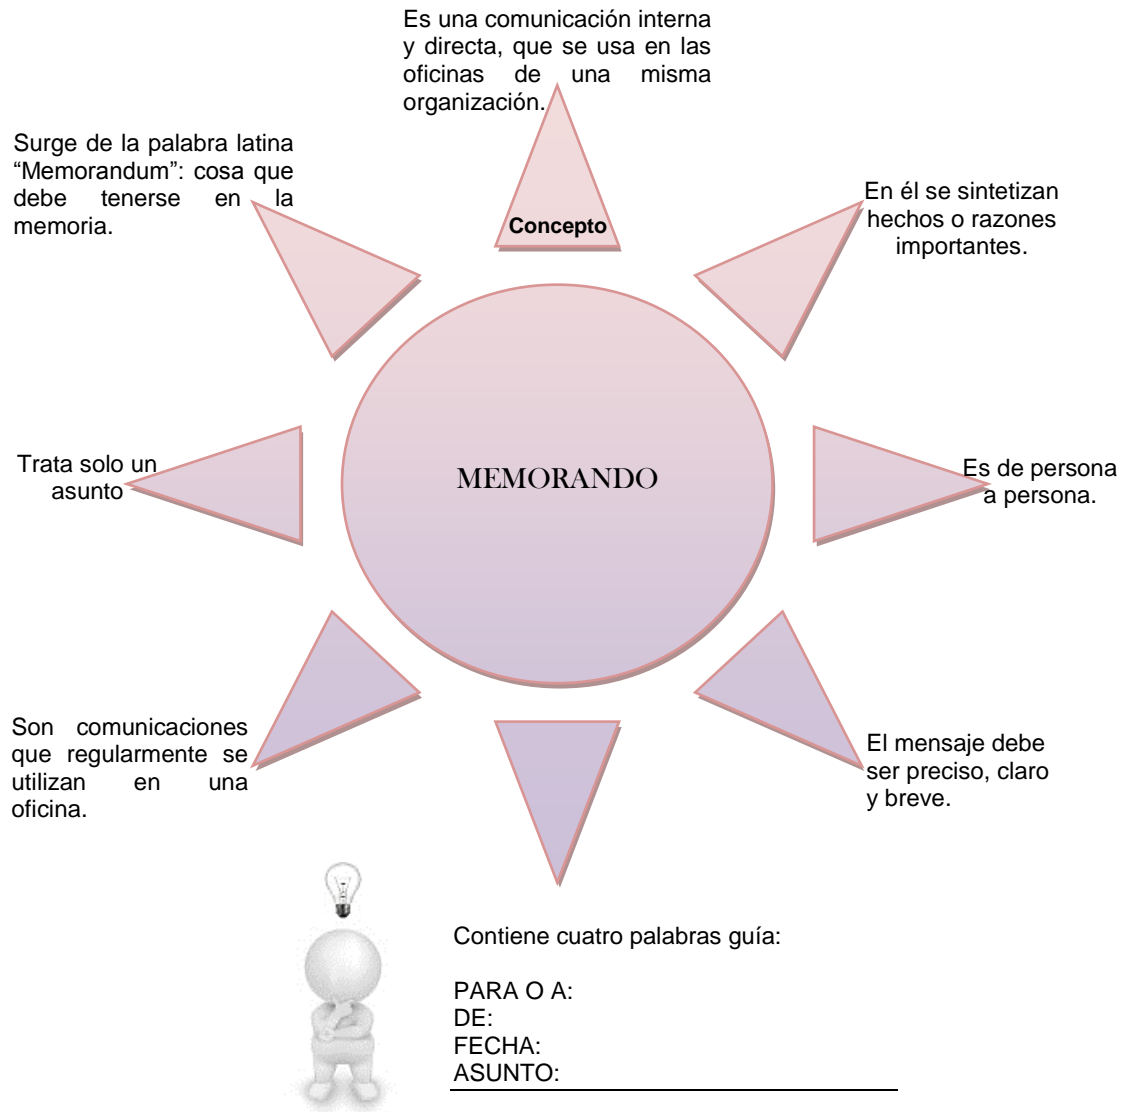 Es una comunicación interna
y directa, que se usa en las
oficinas de una misma
organización.
Surge de la palabra latina
“Memorandum”: cosa que
debe tenerse en la
memoria.
Concepto
En él se sintetizan
hechos o razones
importantes.
MEMORANDO
Trata solo un
asunto
Es de persona
a persona.
Son comunicaciones
que regularmente se
utilizan en una
oficina.
El mensaje debe
ser preciso, claro
y breve.
Contiene cuatro palabras guía:
PARA O A:
DE:
FECHA:
ASUNTO: